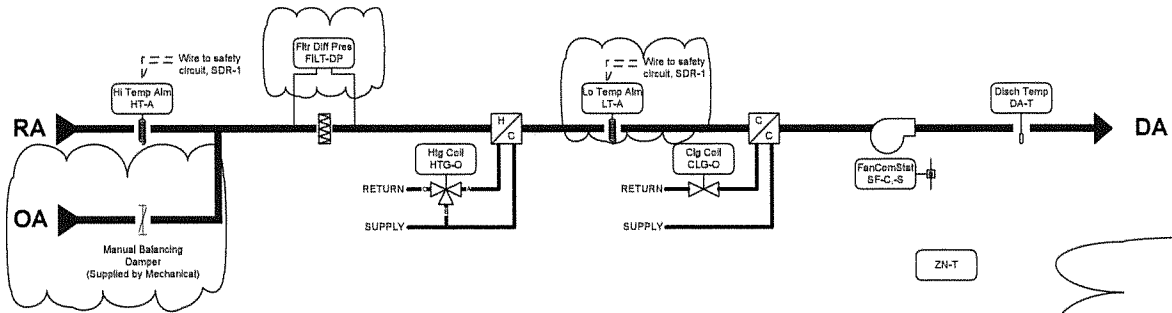 Fltr Diff Pres
FILT-DP
Wire to safety
circuit, SDR-1
Wire to safety
circuit, SDR-1
Hi Temp Alm
HT-A
Lo Temp Alm
LT-A
Disch Temp
DA-T
RA
H
C
C
C
DA
Htg Coil
HTG-O
Clg Coil
CLG-O
FanComStat
SF-C,-S
RETURN
RETURN
OA
SUPPLY
SUPPLY
Manual Balancing
Damper
(Supplied by Mechanical)
ZN-T